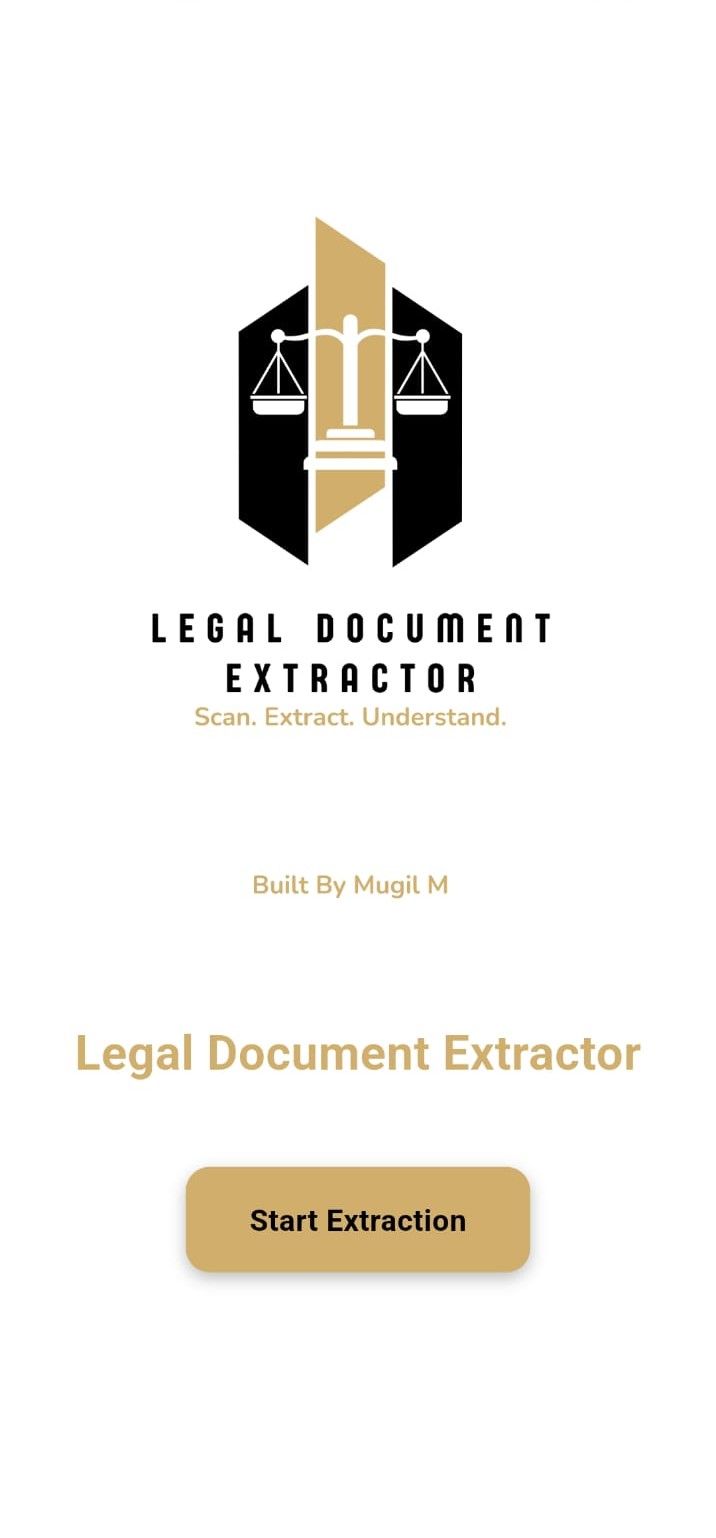 LEGAL DOCUMENT
EXTRACTOR
Scan. Extract. Understand.
Built By Mugil M
Legal Document Extractor
Start Extraction